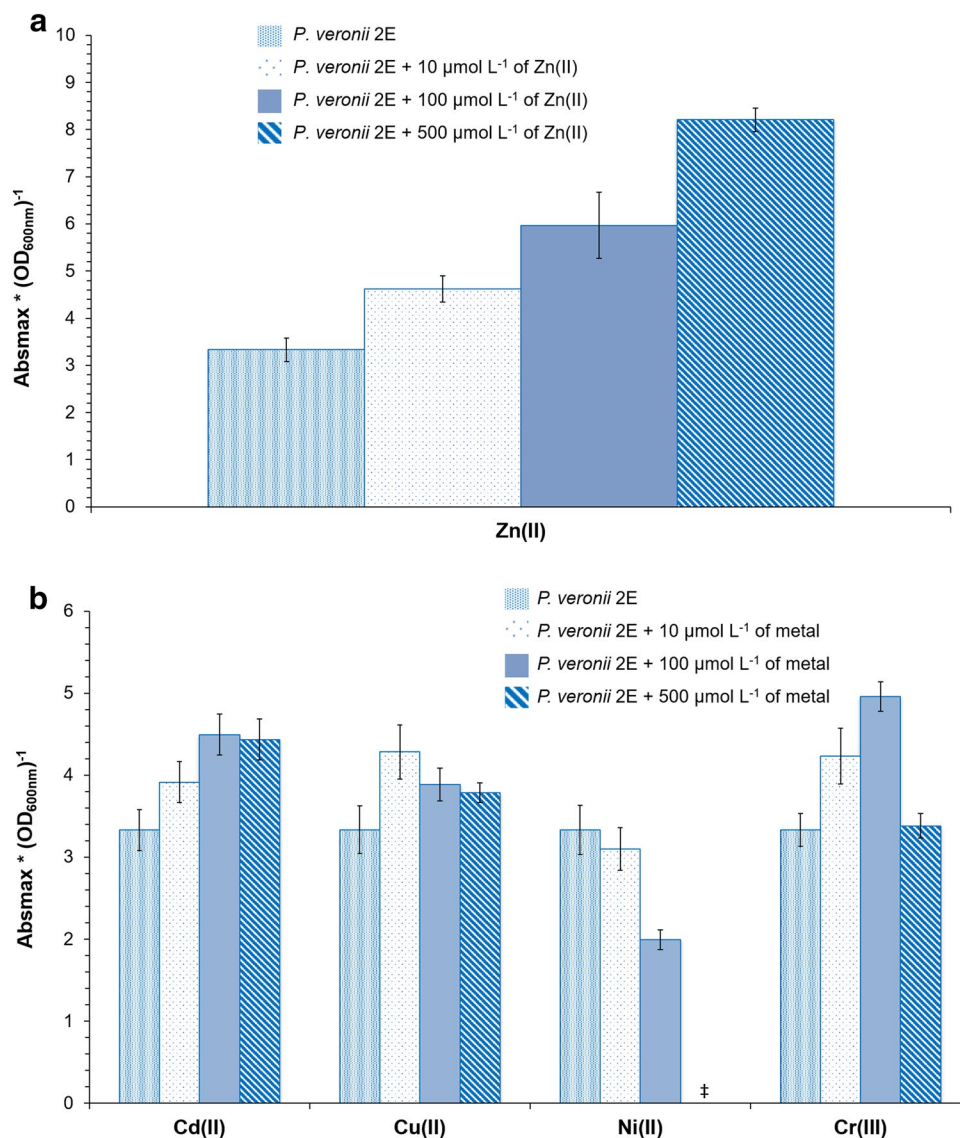 a
P. veronii 2E
P. veronii 2E + 10 µmol L⁻¹ of Zn(II)
P. veronii 2E + 100 µmol L⁻¹ of Zn(II)
P. veronii 2E + 500 µmol L⁻¹ of Zn(II)
Absmax * (OD₆₀₀nm)⁻¹
10
9
8
7
6
5
4
3
2
1
0
Zn(II)
b
P. veronii 2E
P. veronii 2E + 10 µmol L⁻¹ of metal
P. veronii 2E + 100 µmol L⁻¹ of metal
P. veronii 2E + 500 µmol L⁻¹ of metal
Absmax * (OD₆₀₀nm)⁻¹
6
5
4
3
2
1
0
‡
Cd(II) Cu(II) Ni(II) Cr(III)